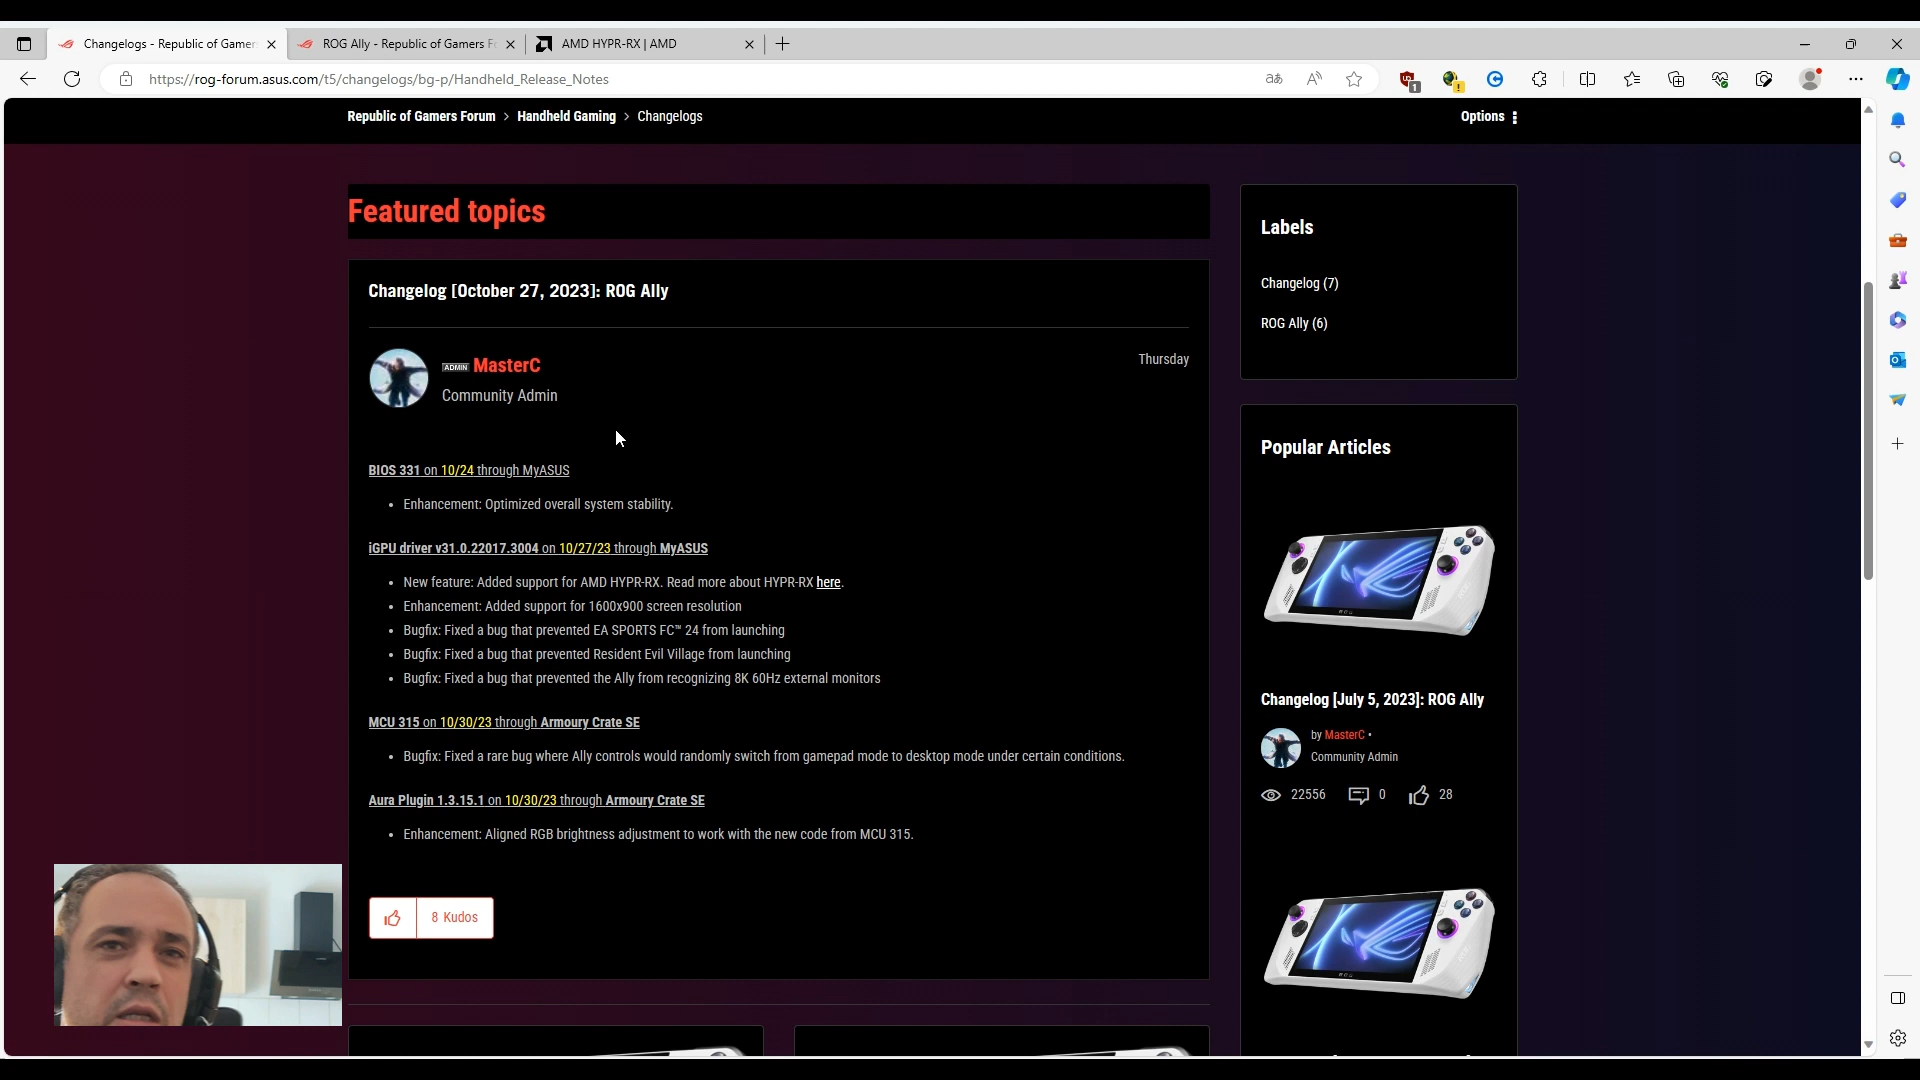 Changelogs - Republic of Gamer
ROG Ally - Republic of Gamers F
AMD HYPR-RX | AMD
https://rog-forum.asus.com/t5/changelogs/bg-p/Handheld_Release_Notes
aあ
1
Republic of Gamers Forum > Handheld Gaming > Changelogs
Options
Featured topics
Changelog [October 27, 2023]: ROG Ally
ADMIN MasterC
Thursday
Community Admin
BIOS 331 on 10/24 through MyASUS
• Enhancement: Optimized overall system stability.
iGPU driver v31.0.22017.3004 on 10/27/23 through MyASUS
• New feature: Added support for AMD HYPR-RX. Read more about HYPR-RX here.
• Enhancement: Added support for 1600x900 screen resolution
• Bugfix: Fixed a bug that prevented EA SPORTS FC™ 24 from launching
• Bugfix: Fixed a bug that prevented Resident Evil Village from launching
• Bugfix: Fixed a bug that prevented the Ally from recognizing 8K 60Hz external monitors
MCU 315 on 10/30/23 through Armoury Crate SE
• Bugfix: Fixed a rare bug where Ally controls would randomly switch from gamepad mode to desktop mode under certain conditions.
Aura Plugin 1.3.15.1 on 10/30/23 through Armoury Crate SE
• Enhancement: Aligned RGB brightness adjustment to work with the new code from MCU 315.
8 Kudos
Labels
Changelog (7)
ROG Ally (6)
Popular Articles
Changelog [July 5, 2023]: ROG Ally
by MasterC •
Community Admin
22556
0
28